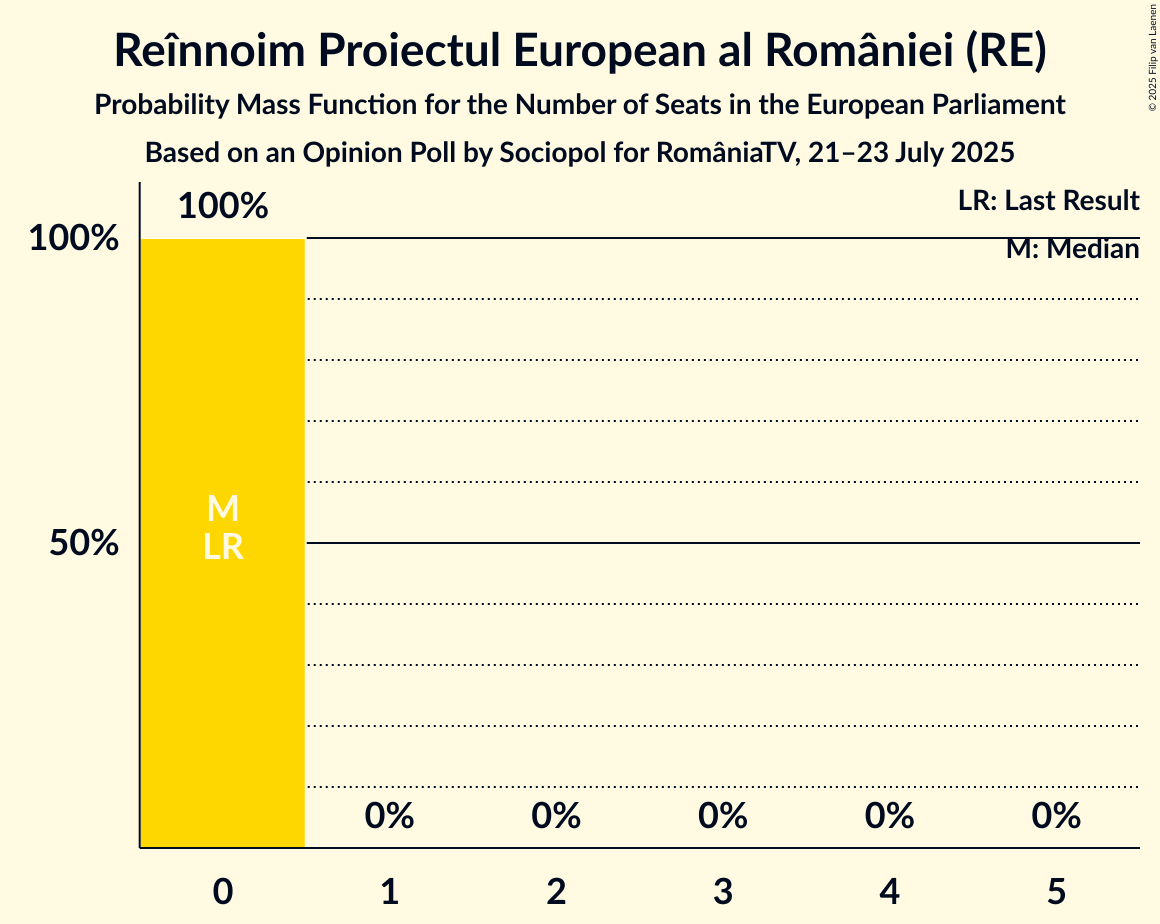 Reînnoim Proiectul European al României (RE)
Probability Mass Function for the Number of Seats in the European Parliament
Based on an Opinion Poll by Sociopol for RomâniaTV, 21–23 July 2025
© 2025 Filip van Laenen
LR: Last Result
M: Median
100%
100%
50%
M
LR
0%
0%
0%
0%
0%
0
1
2
3
4
5